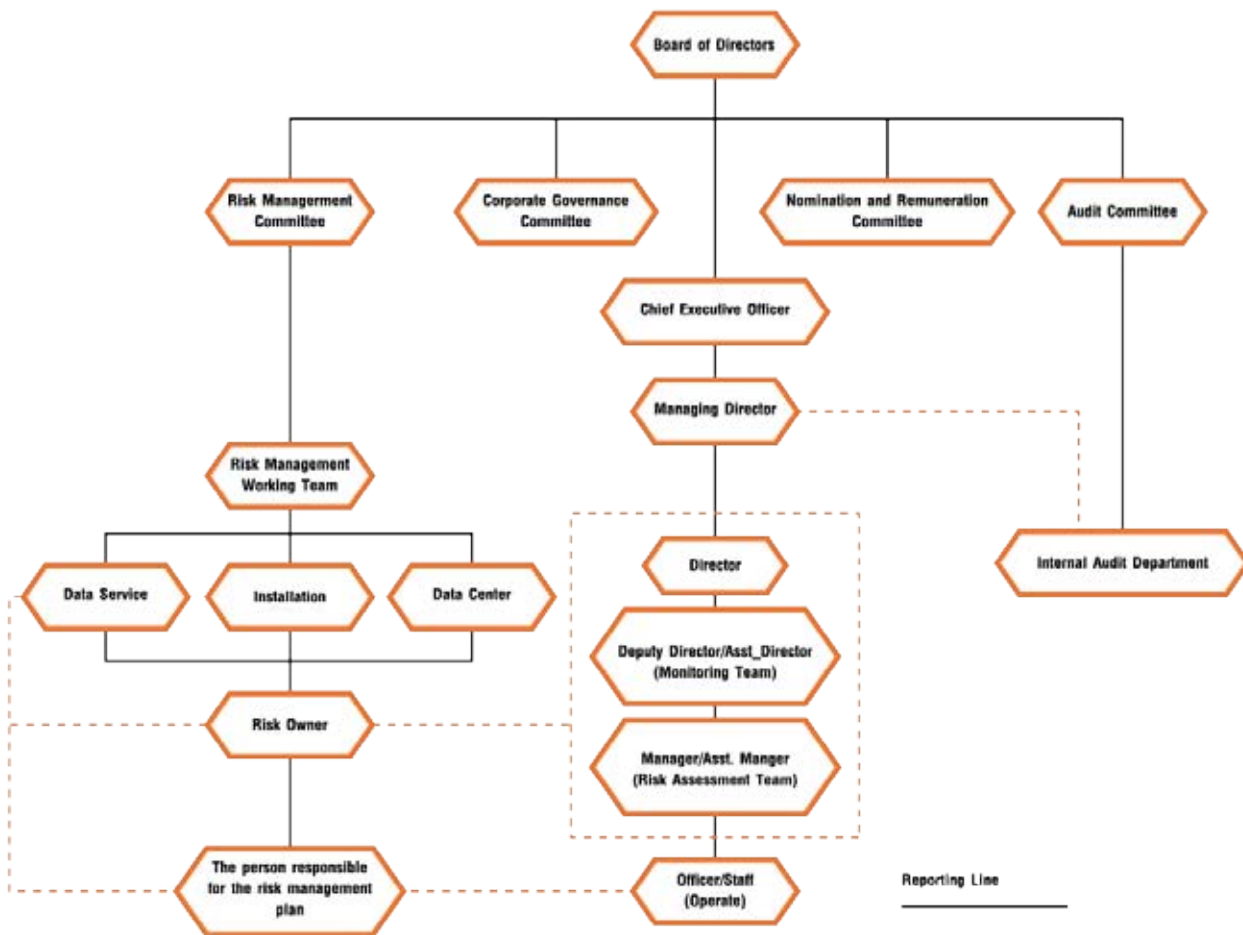 Board of Directors
Risk Managerment
Committee
Corporate Governance
Committee
Nomination and Remuneration
Committee
Audit Committee
Chief Executive Officer
Managing Director
Risk Management
Working Team
Data Service
Installation
Data Center
Director
Internal Audit Department
Deputy Director/Asst_Director
(Monitoring Team)
Risk Owner
Manager/Asst. Manger
(Risk Assessment Team)
The person responsible
for the risk management
plan
Officer/Staff
(Operate)
Reporting Line